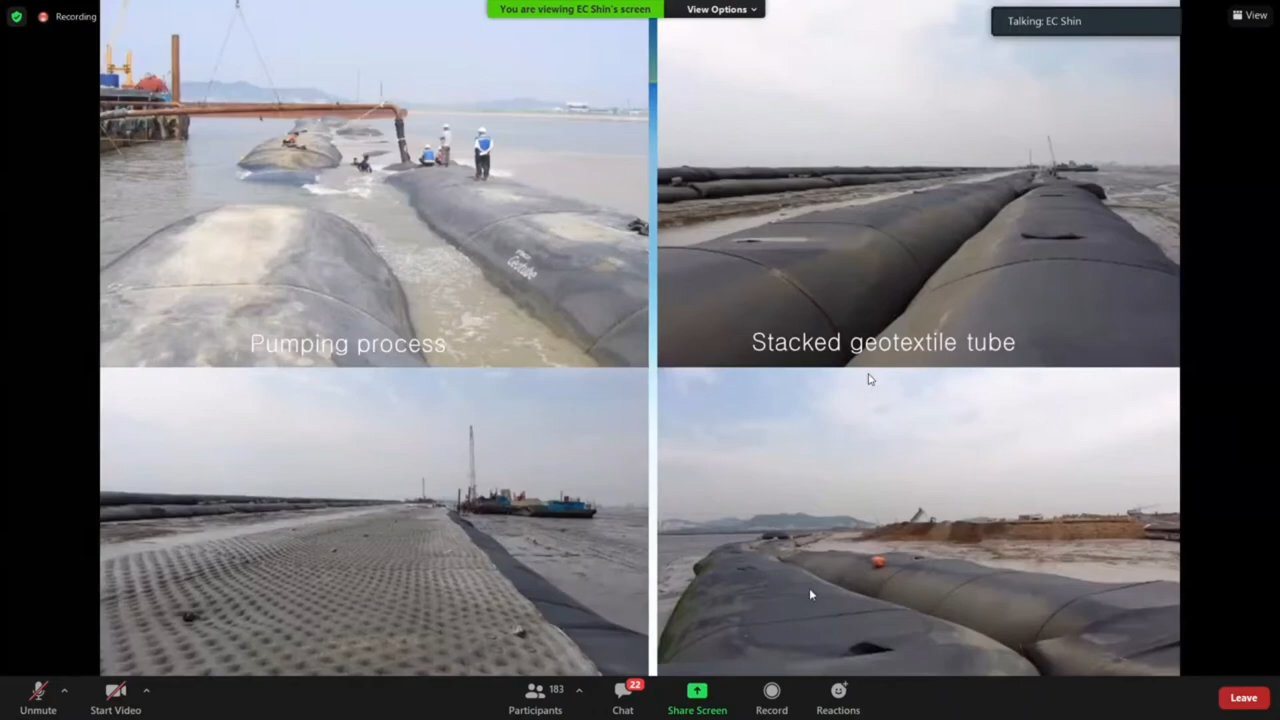 Recording
You are viewing EC Shin's screen
View Options
Talking: EC Shin
View
Geotube
Pumping process
Stacked geotextile tube
Unmute
Start Video
183
Participants
22
Chat
Share Screen
Record
Reactions
Leave